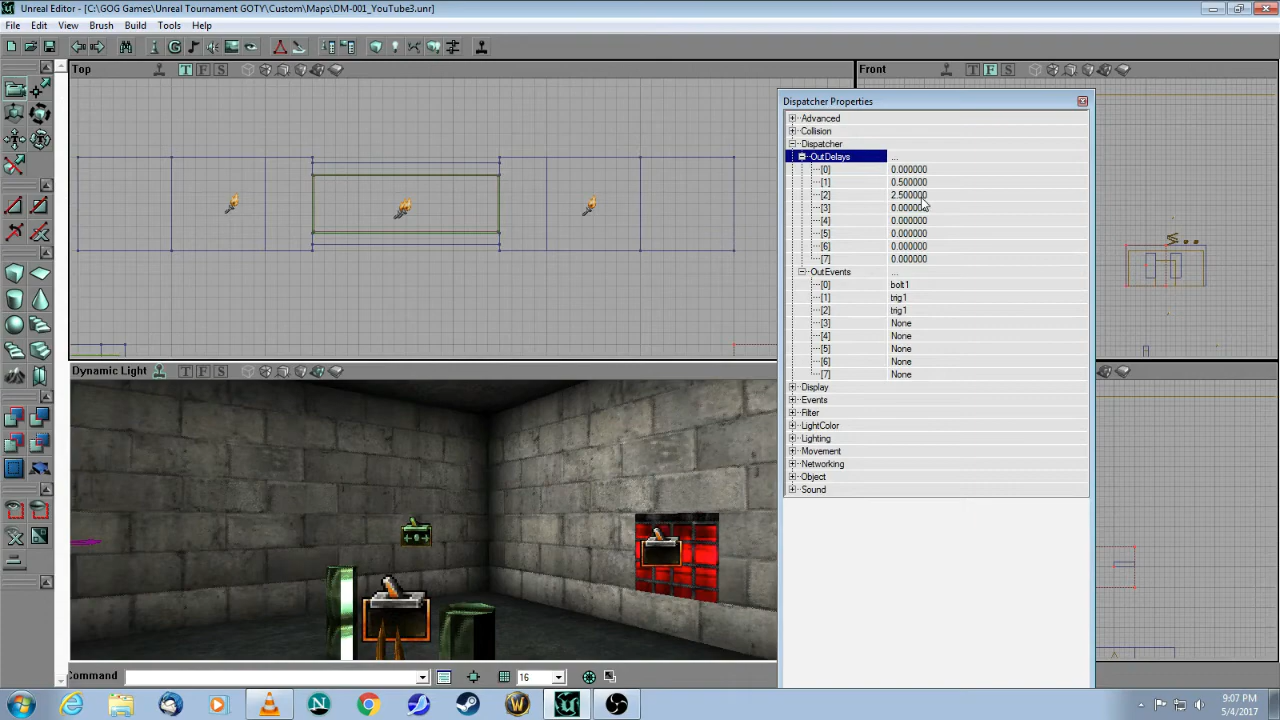 Unreal Editor - [C:\GOG Games\Unreal Tournament GOTY\Custom\Maps\DM-001_YouTube3.unr]
File Edit View Brush Build Tools Help
Top T F S
Front T F S
Dispatcher Properties
Advanced
Collision
Dispatcher
OutDelays ...
[0] 0.000000
[1] 0.500000
[2] 2.500000
[3] 0.000000
[4] 0.000000
[5] 0.000000
[6] 0.000000
[7] 0.000000
OutEvents ...
[0] bolt1
[1] trig1
[2] trig1
[3] None
[4] None
[5] None
[6] None
[7] None
Display
Events
Filter
LightColor
Lighting
Movement
Networking
Object
Sound
Dynamic Light T F S
Command 16
9:07 PM
5/4/2017